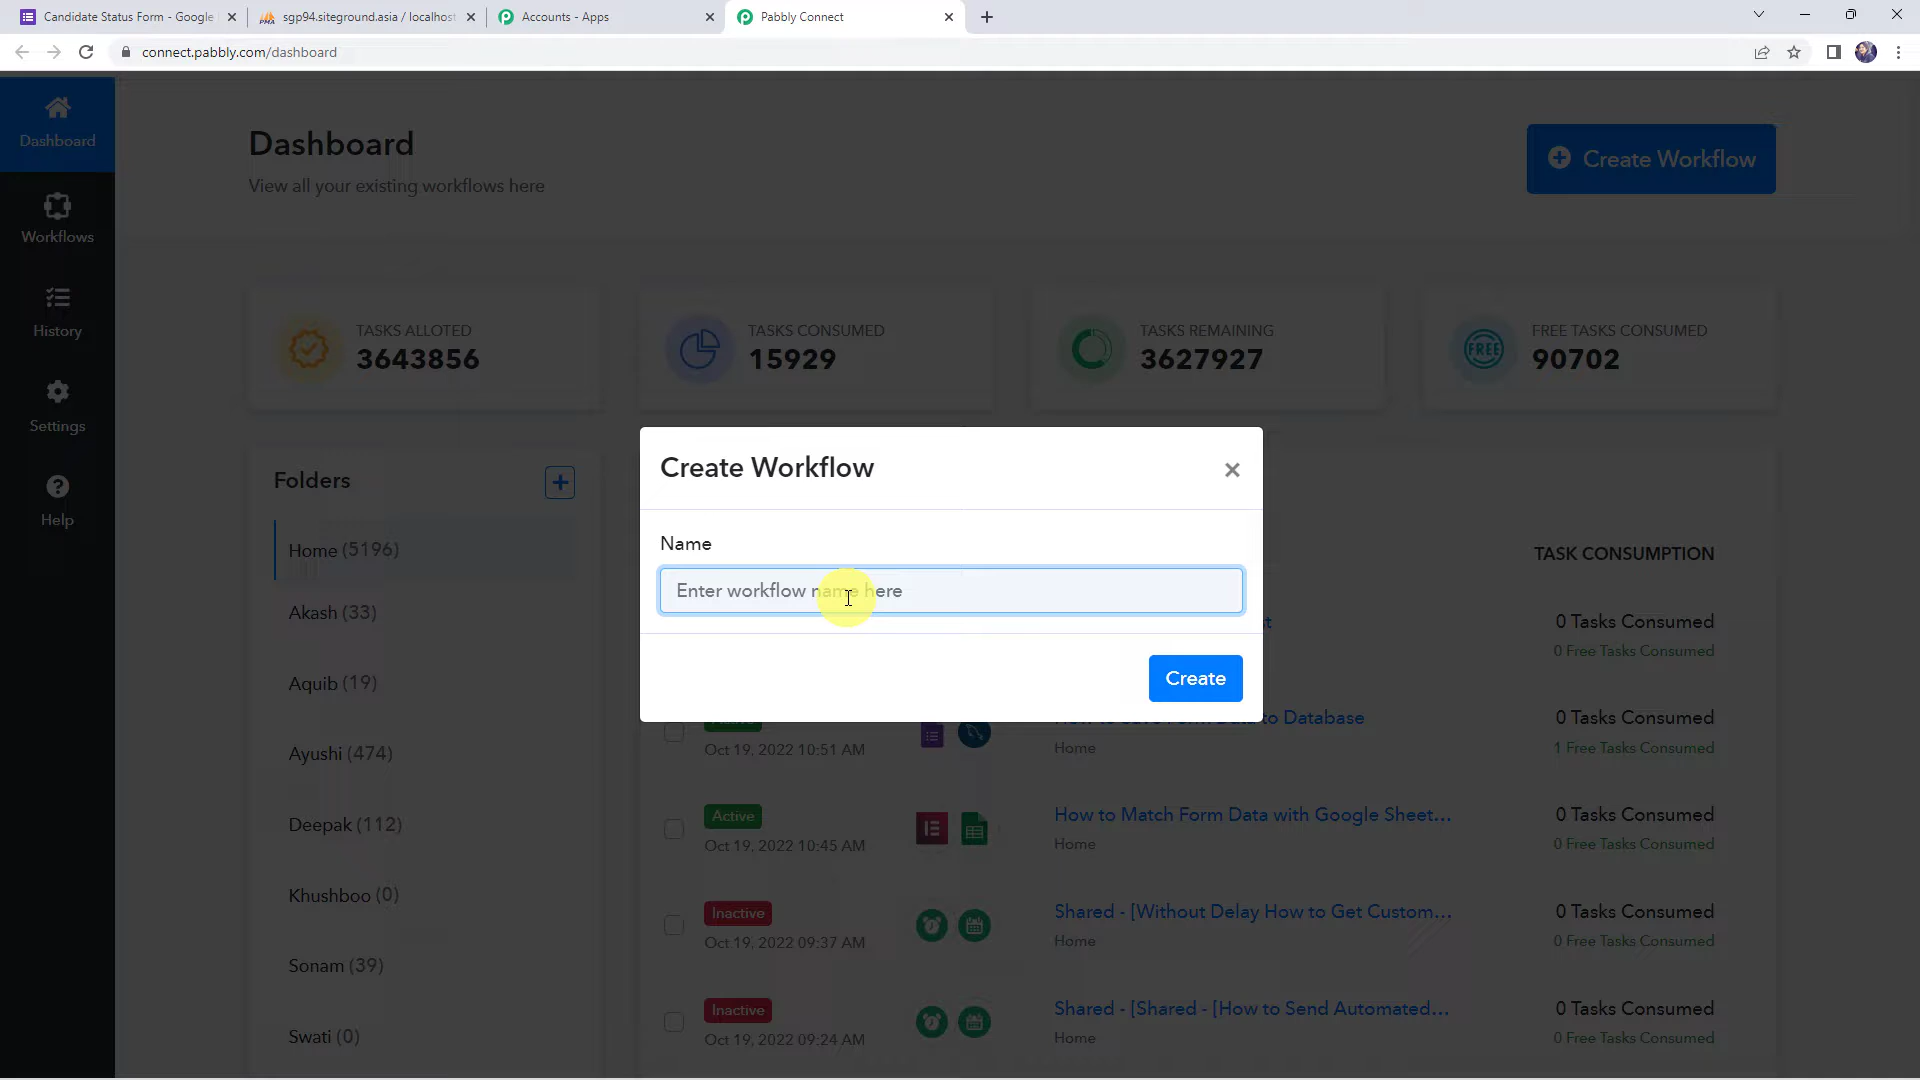 Candidate Status Form - Google
sgp94.siteground.asia / localhost
Accounts - Apps
Pabbly Connect
connect.pabbly.com/dashboard
Dashboard
Workflows
History
Settings
Help
Dashboard
View all your existing workflows here
Create Workflow
TASKS ALLOTED
3643856
TASKS CONSUMED
15929
TASKS REMAINING
3627927
FREE
FREE TASKS CONSUMED
90702
Folders
Home (5196)
Akash (33)
Aquib (19)
Ayushi (474)
Deepak (112)
Khushboo (0)
Sonam (39)
Swati (0)
Create Workflow
Name
Enter workflow name here
Create
TASK CONSUMPTION
0 Tasks Consumed
0 Free Tasks Consumed
Oct 19, 2022 10:51 AM
How to Save Form Data to Database
Home
0 Tasks Consumed
1 Free Tasks Consumed
Active
Oct 19, 2022 10:45 AM
How to Match Form Data with Google Sheet...
Home
0 Tasks Consumed
0 Free Tasks Consumed
Inactive
Oct 19, 2022 09:37 AM
Shared - [Without Delay How to Get Custom...
Home
0 Tasks Consumed
0 Free Tasks Consumed
Inactive
Oct 19, 2022 09:24 AM
Shared - [Shared - [How to Send Automated...
Home
0 Tasks Consumed
0 Free Tasks Consumed